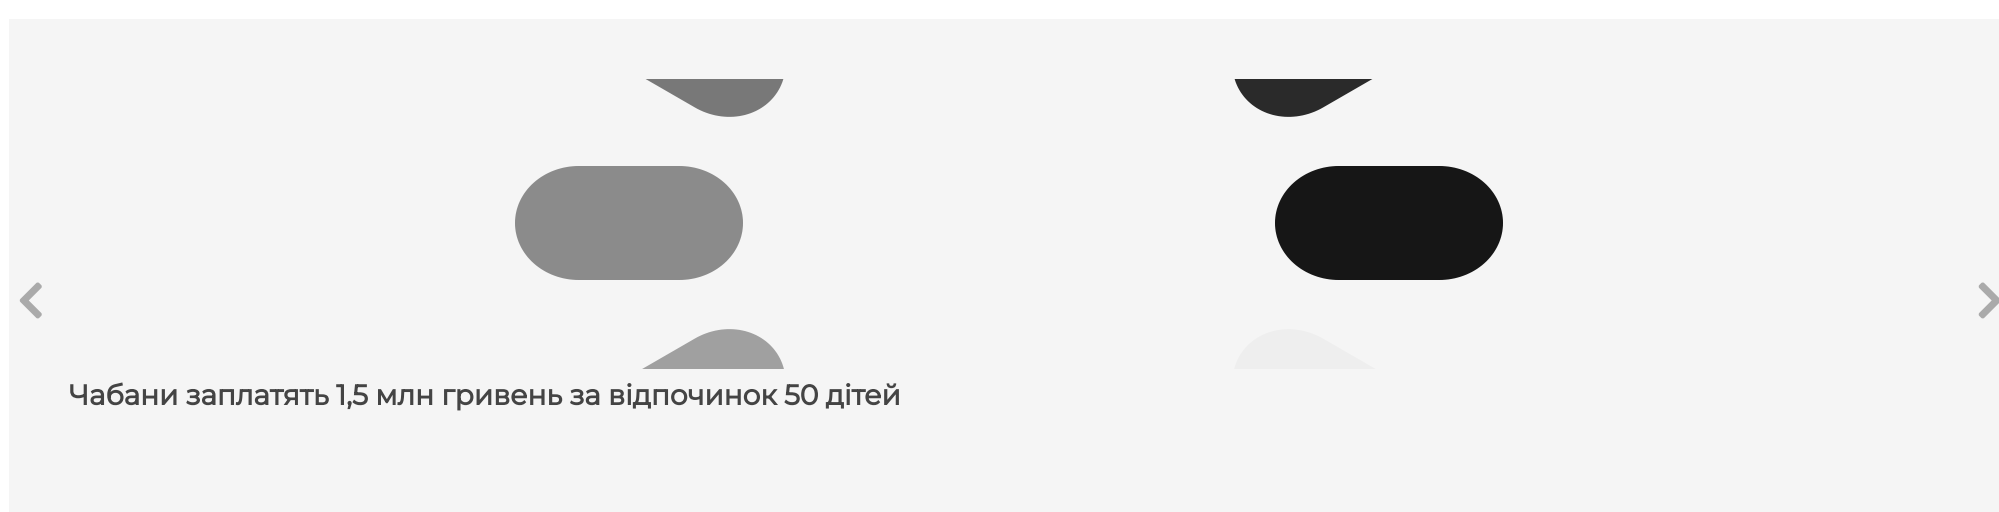 Чабани заплатять 1,5 млн гривень за відпочинок 50 дітей